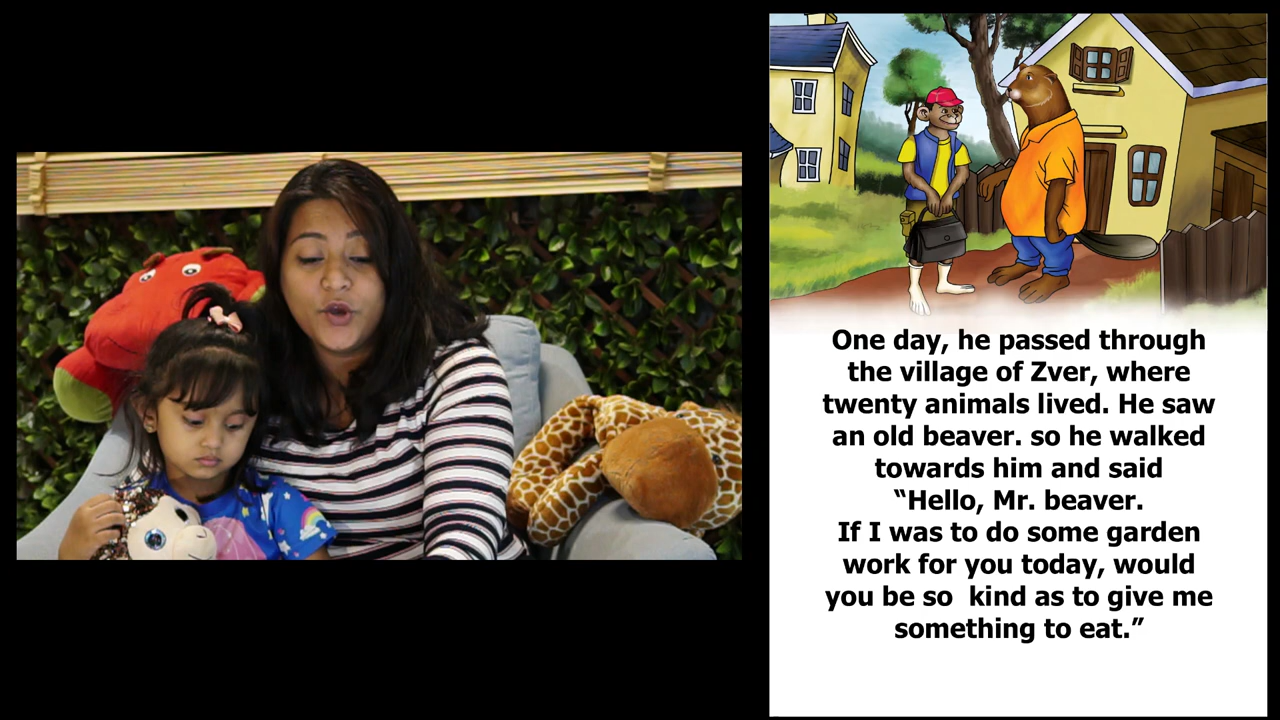 One day, he passed through
the village of Zver, where
twenty animals lived. He saw
an old beaver. so he walked
towards him and said
“Hello, Mr. beaver.
If I was to do some garden
work for you today, would
you be so  kind as to give me
something to eat.”